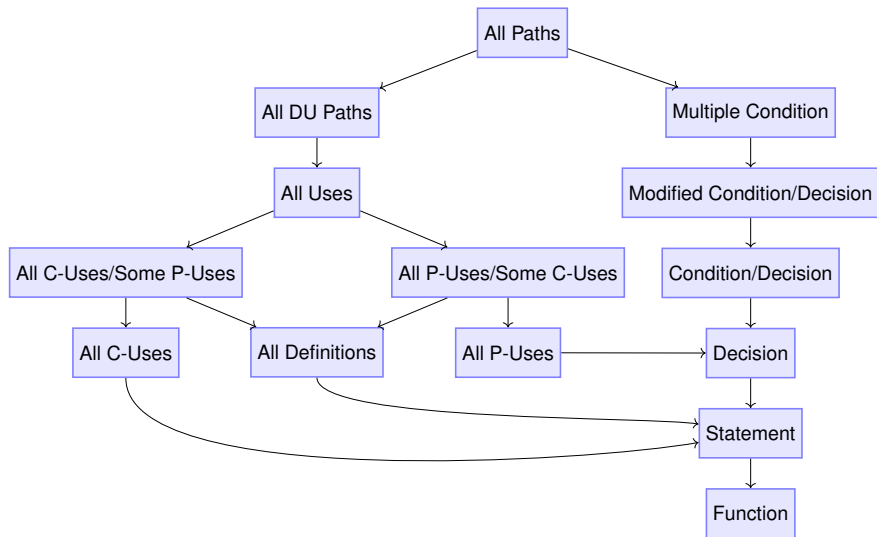 All Paths
All DU Paths
Multiple Condition
All Uses
Modified Condition/Decision
All C-Uses/Some P-Uses
All P-Uses/Some C-Uses
Condition/Decision
All C-Uses
All Definitions
All P-Uses
Decision
Statement
Function